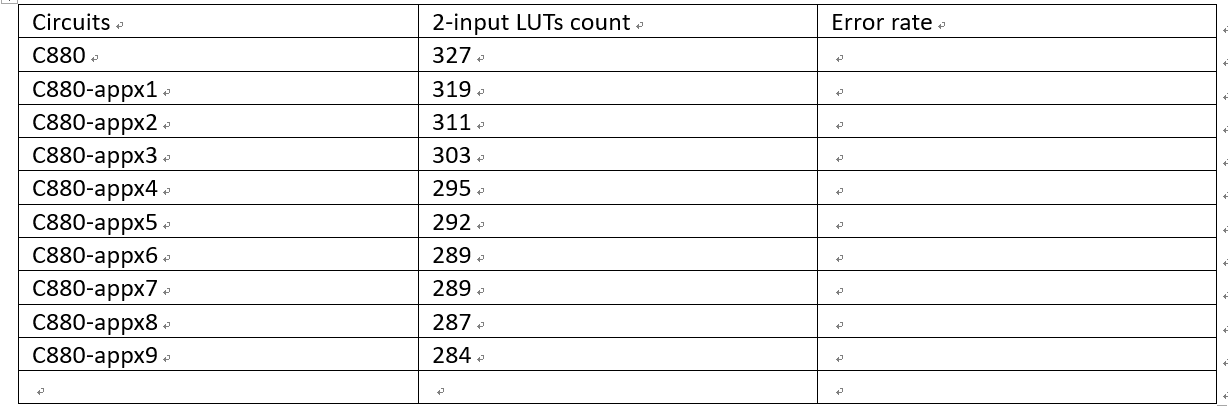 Circuits 2-input LUTs count Error rate
C880 327
C880-appx1 319
C880-appx2 311
C880-appx3 303
C880-appx4 295
C880-appx5 292
C880-appx6 289
C880-appx7 289
C880-appx8 287
C880-appx9 284